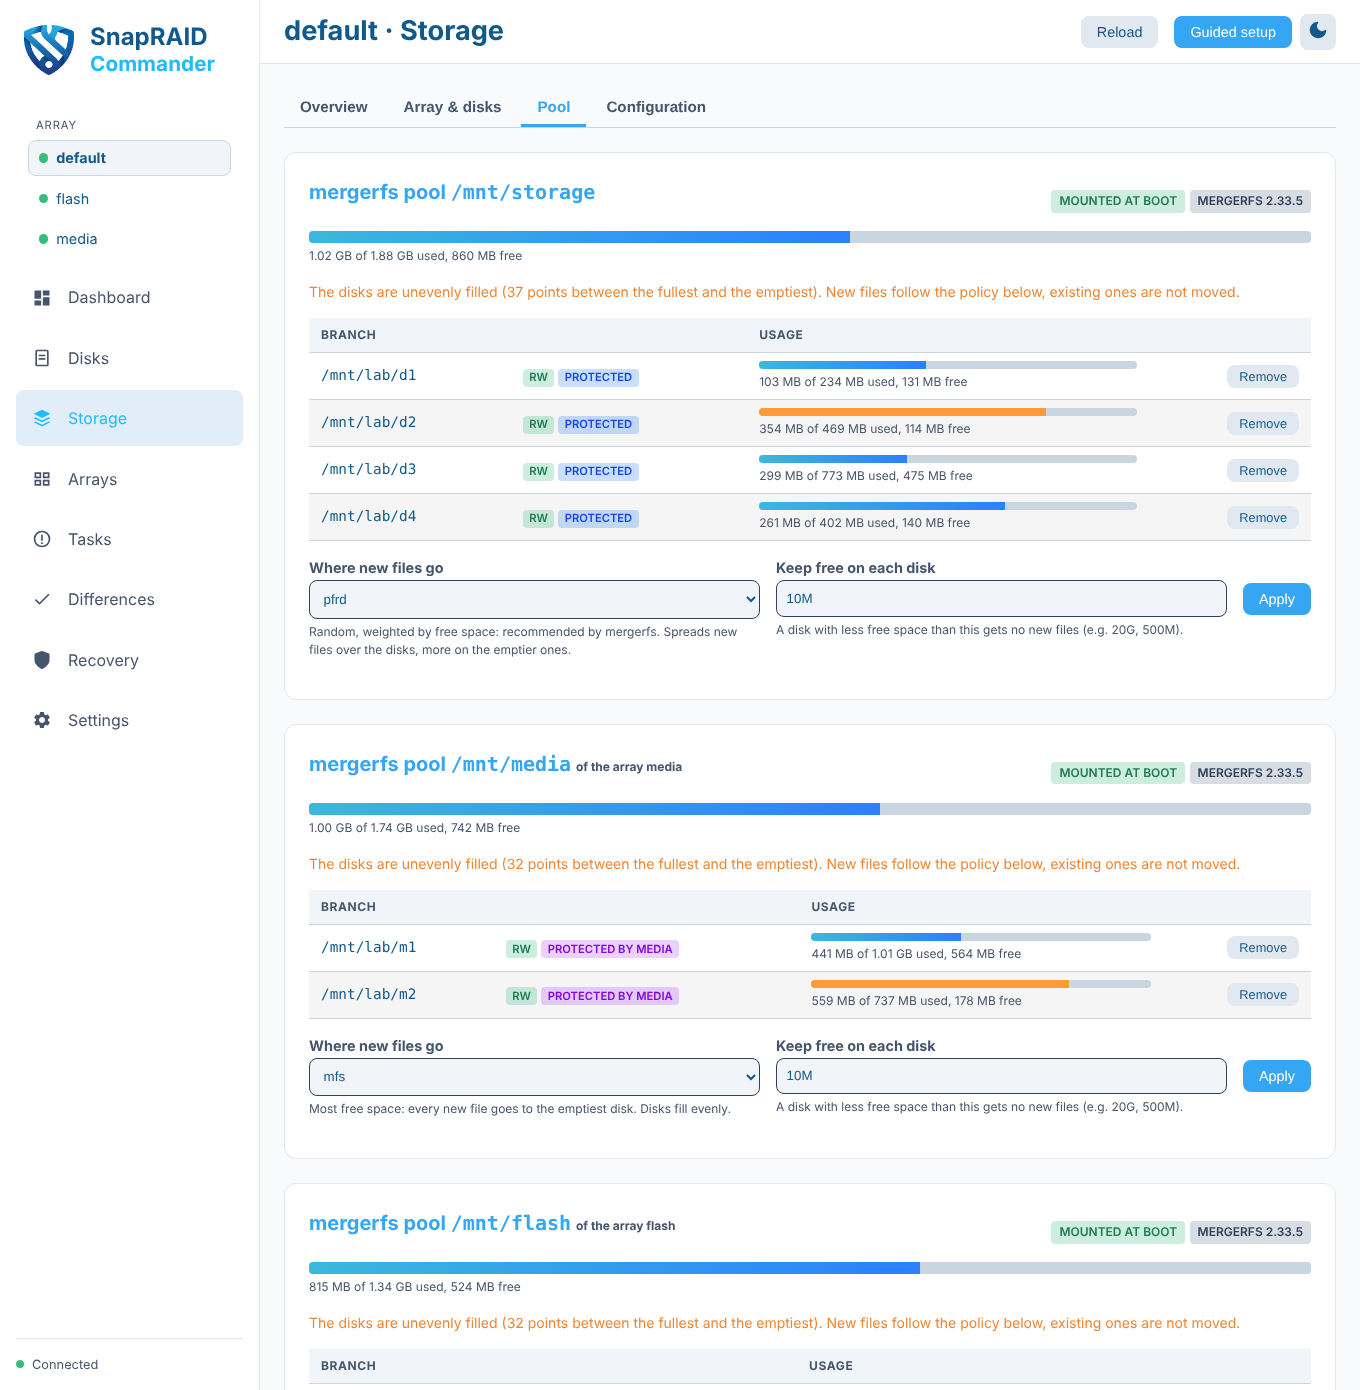 SnapRAID
Commander
ARRAY
default
flash
media
Dashboard
Disks
Storage
Arrays
Tasks
Differences
Recovery
Settings
Connected
default · Storage
Reload
Guided setup
Overview
Array & disks
Pool
Configuration
mergerfs pool /mnt/storage
MOUNTED AT BOOT
MERGERFS 2.33.5
1.02 GB of 1.88 GB used, 860 MB free
The disks are unevenly filled (37 points between the fullest and the emptiest). New files follow the policy below, existing ones are not moved.
BRANCH USAGE
/mnt/lab/d1 RW PROTECTED 103 MB of 234 MB used, 131 MB free Remove
/mnt/lab/d2 RW PROTECTED 354 MB of 469 MB used, 114 MB free Remove
/mnt/lab/d3 RW PROTECTED 299 MB of 773 MB used, 475 MB free Remove
/mnt/lab/d4 RW PROTECTED 261 MB of 402 MB used, 140 MB free Remove
Where new files go
pfrd
Random, weighted by free space: recommended by mergerfs. Spreads new
files over the disks, more on the emptier ones.
Keep free on each disk
10M
A disk with less free space than this gets no new files (e.g. 20G, 500M).
Apply
mergerfs pool /mnt/media of the array media
MOUNTED AT BOOT
MERGERFS 2.33.5
1.00 GB of 1.74 GB used, 742 MB free
The disks are unevenly filled (32 points between the fullest and the emptiest). New files follow the policy below, existing ones are not moved.
BRANCH USAGE
/mnt/lab/m1 RW PROTECTED BY MEDIA 441 MB of 1.01 GB used, 564 MB free Remove
/mnt/lab/m2 RW PROTECTED BY MEDIA 559 MB of 737 MB used, 178 MB free Remove
Where new files go
mfs
Most free space: every new file goes to the emptiest disk. Disks fill evenly.
Keep free on each disk
10M
A disk with less free space than this gets no new files (e.g. 20G, 500M).
Apply
mergerfs pool /mnt/flash of the array flash
MOUNTED AT BOOT
MERGERFS 2.33.5
815 MB of 1.34 GB used, 524 MB free
The disks are unevenly filled (32 points between the fullest and the emptiest). New files follow the policy below, existing ones are not moved.
BRANCH USAGE